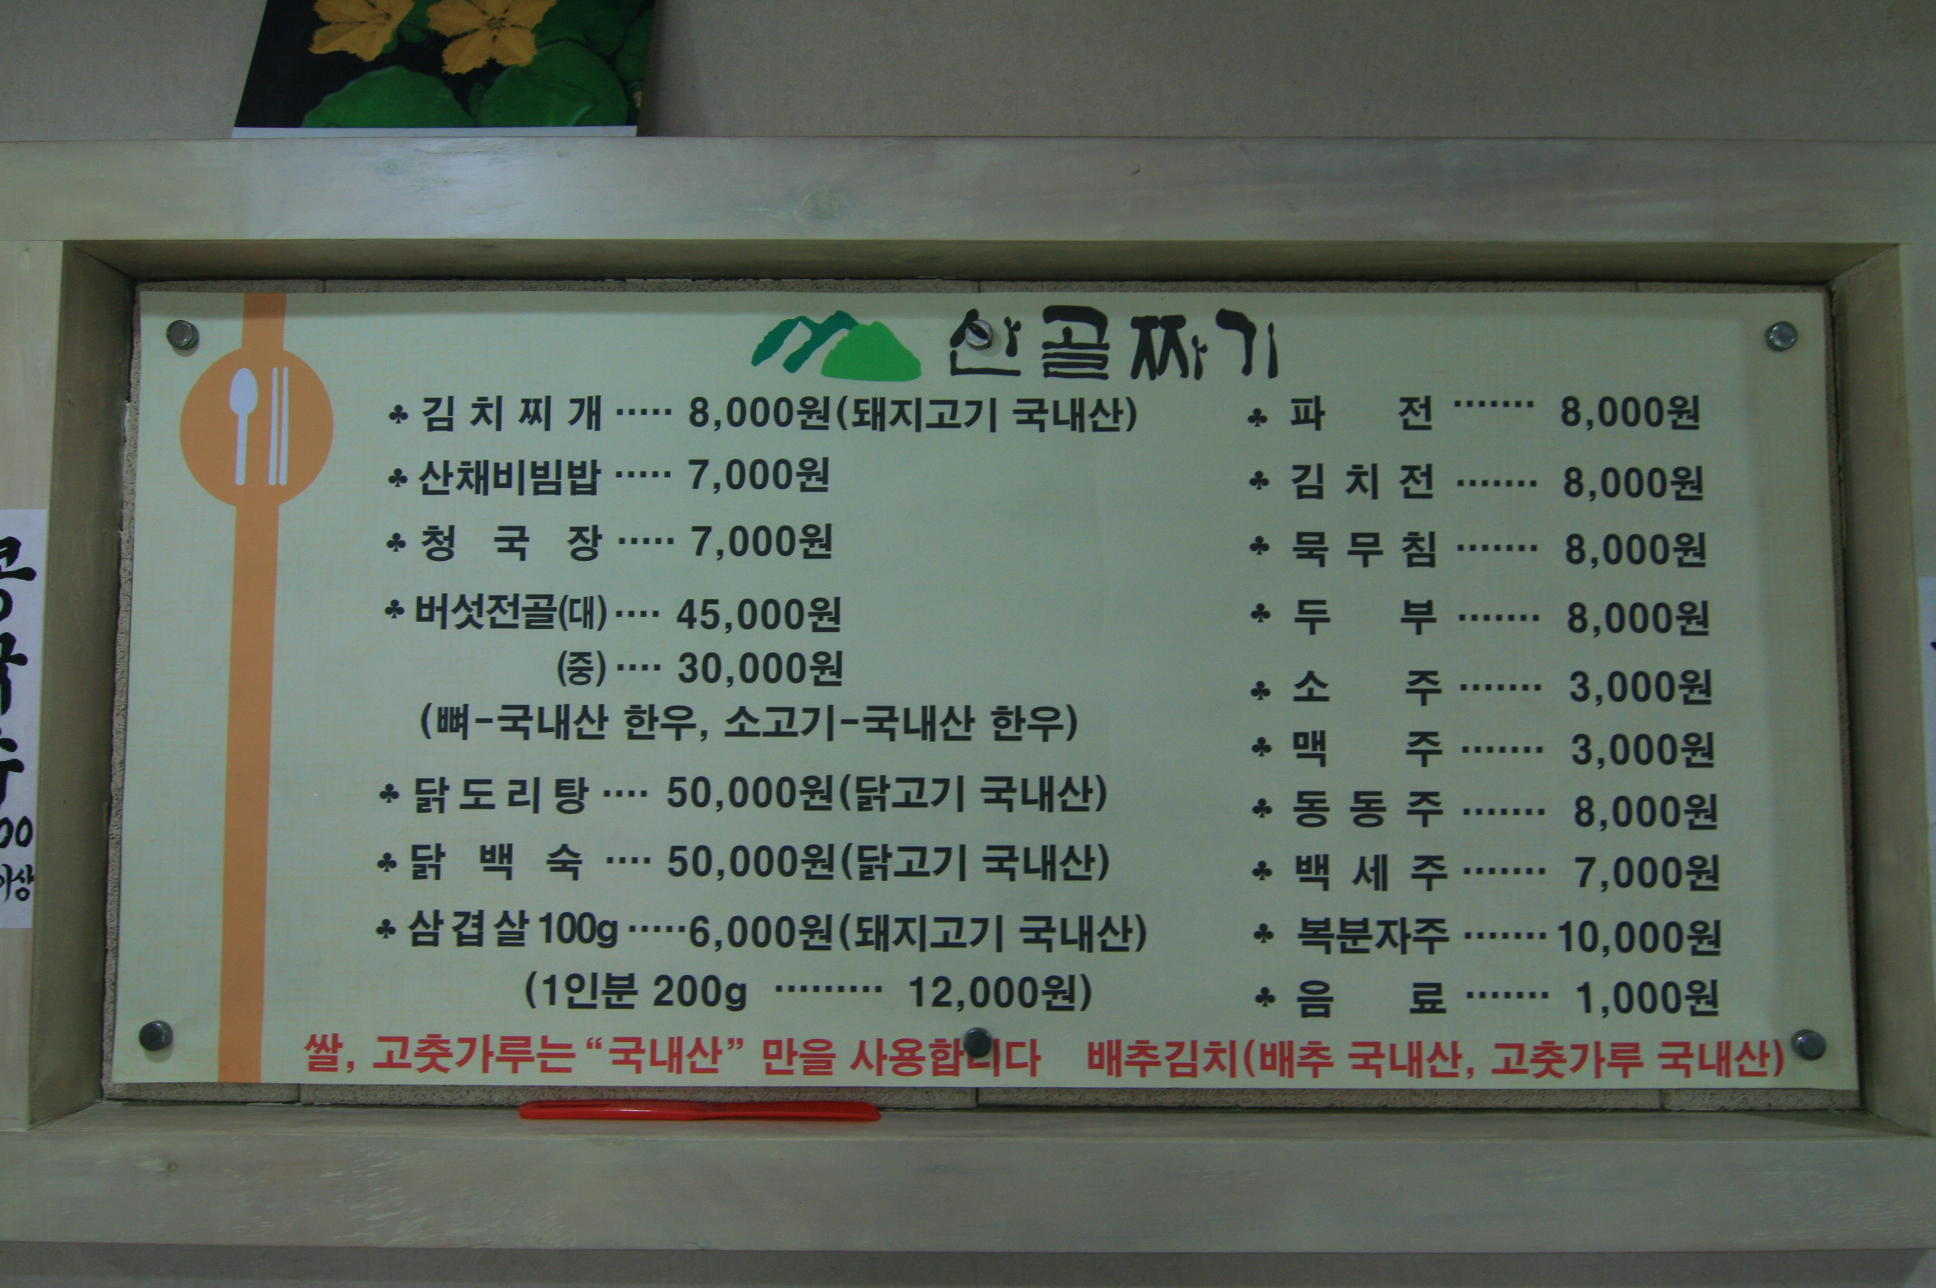 산골짜기
♣ 김치찌개 ····· 8,000원(돼지고기 국내산)
♣ 산채비빔밥 ····· 7,000원
♣ 청국장 ····· 7,000원
♣ 버섯전골(대) ···· 45,000원
(중) ···· 30,000원
(뼈-국내산 한우, 소고기-국내산 한우)
♣ 닭도리탕 ···· 50,000원(닭고기 국내산)
♣ 닭백숙 ···· 50,000원(닭고기 국내산)
♣ 삼겹살 100g ·····6,000원(돼지고기 국내산)
(1인분 200g ········· 12,000원)
♣ 파전 ······· 8,000원
♣ 김치전 ······· 8,000원
♣ 묵무침 ······· 8,000원
♣ 두부 ······· 8,000원
♣ 소주 ······· 3,000원
♣ 맥주 ······· 3,000원
♣ 동동주 ······· 8,000원
♣ 백세주 ······· 7,000원
♣ 복분자주 ······· 10,000원
♣ 음료 ······· 1,000원
쌀, 고춧가루는 “국내산” 만을 사용합니다 배추김치(배추 국내산, 고춧가루 국내산)